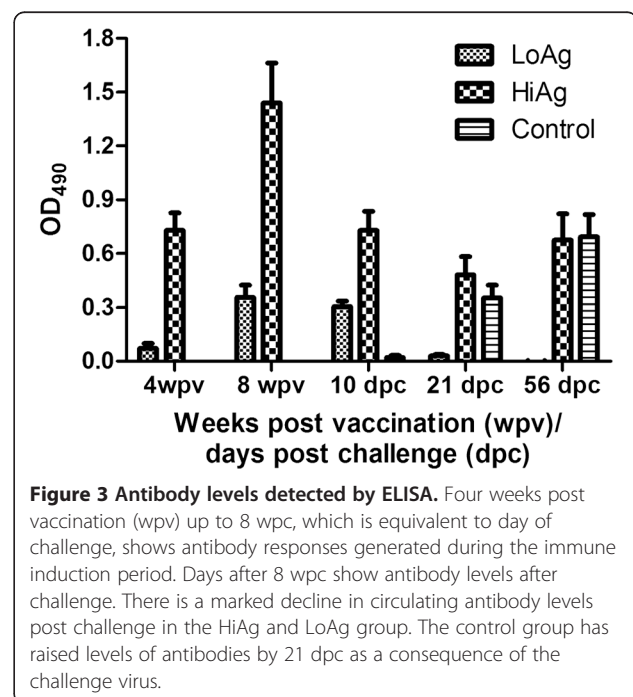 1.8
1.5
1.2
0.9
0.6
0.3
0.0
OD490
LoAg
HiAg
Control
4wpv 8 wpv 10 dpc 21 dpc 56 dpc
Weeks post vaccination (wpv)/
days post challenge (dpc)
Figure 3 Antibody levels detected by ELISA. Four weeks post
vaccination (wpv) up to 8 wpc, which is equivalent to day of
challenge, shows antibody responses generated during the immune
induction period. Days after 8 wpc show antibody levels after
challenge. There is a marked decline in circulating antibody levels
post challenge in the HiAg and LoAg group. The control group has
raised levels of antibodies by 21 dpc as a consequence of the
challenge virus.